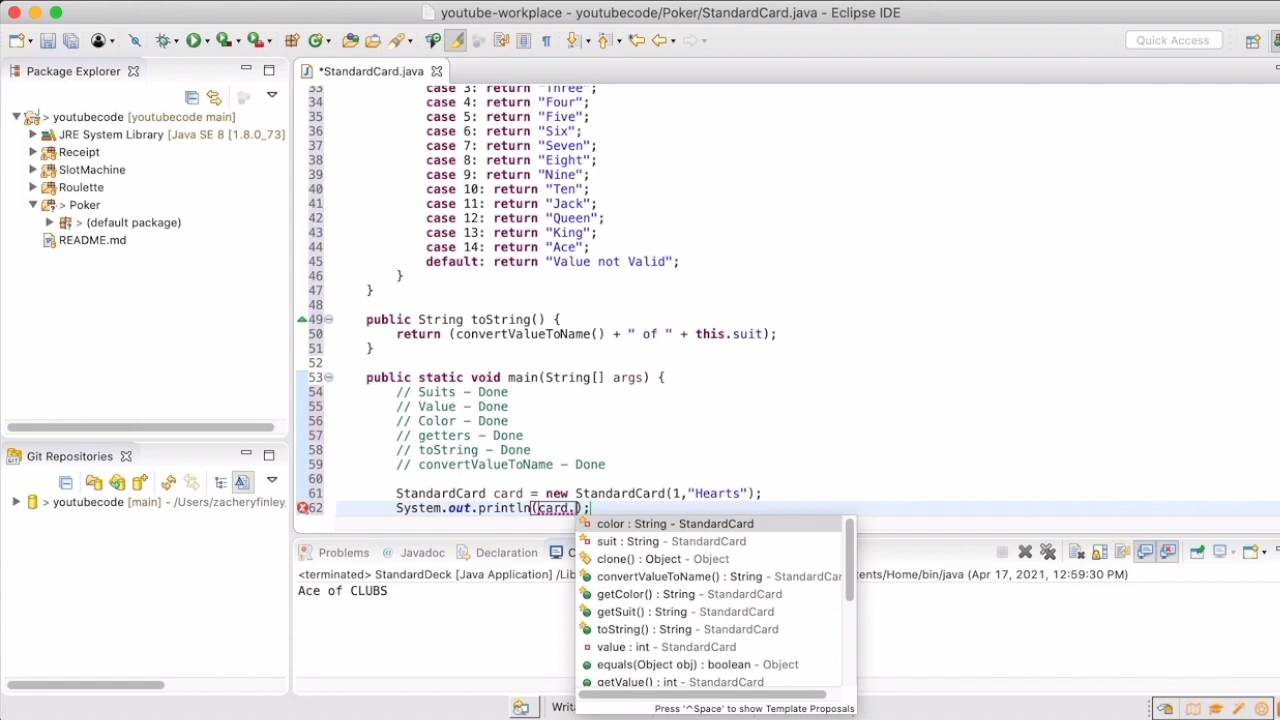 youtube-workplace - youtubecode/Poker/StandardCard.java - Eclipse IDE
Quick Access
Package Explorer
> youtubecode [youtubecode main]
JRE System Library [Java SE 8 [1.8.0_73]
Receipt
SlotMachine
Roulette
> Poker
> (default package)
README.md
Git Repositories
> youtubecode [main] - /Users/zacheryfinley
*StandardCard.java
33 case 3: return "Three";
34 case 4: return "Four";
35 case 5: return "Five";
36 case 6: return "Six";
37 case 7: return "Seven";
38 case 8: return "Eight";
39 case 9: return "Nine";
40 case 10: return "Ten";
41 case 11: return "Jack";
42 case 12: return "Queen";
43 case 13: return "King";
44 case 14: return "Ace";
45 default: return "Value not Valid";
46 }
47 }
48
49 public String toString() {
50 return (convertValueToName() + " of " + this.suit);
51 }
52
53 public static void main(String[] args) {
54 // Suits - Done
55 // Value - Done
56 // Color - Done
57 // getters - Done
58 // toString - Done
59 // convertValueToName - Done
60
61 StandardCard card = new StandardCard(1,"Hearts");
62 System.out.println(card.);
color : String - StandardCard
suit : String - StandardCard
clone() : Object - Object
convertValueToName() : String - StandardCar
getColor() : String - StandardCard
getSuit() : String - StandardCard
toString() : String - StandardCard
value : int - StandardCard
equals(Object obj) : boolean - Object
getValue() : int - StandardCard
Press '^Space' to show Template Proposals
Problems
@ Javadoc
Declaration
<terminated> StandardDeck [Java Application] /Lib
ents/Home/bin/java (Apr 17, 2021, 12:59:30 PM)
Ace of CLUBS